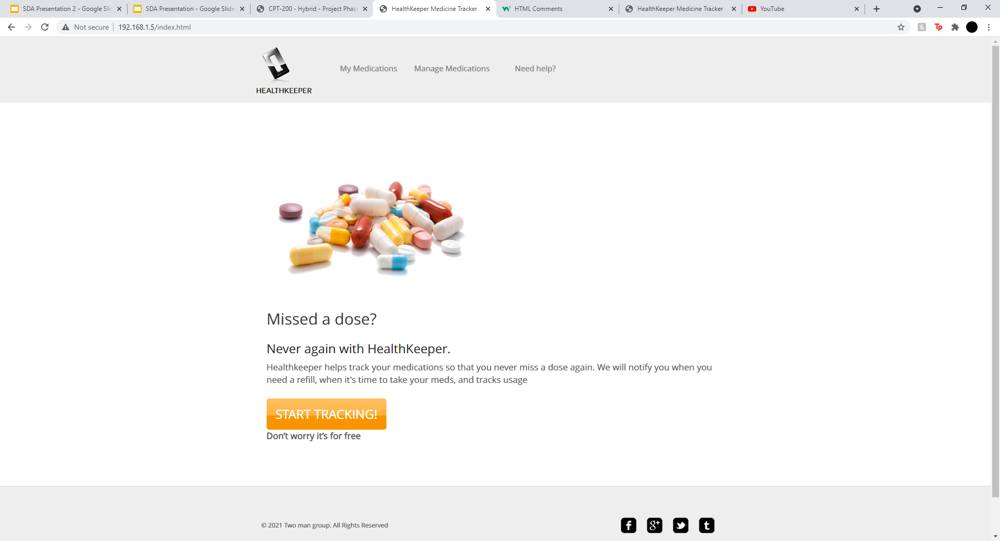 SDA Presentation 2 - Google Slic
SDA Presentation - Google Slide
CPT-200 - Hybrid - Project Phase
HealthKeeper Medicine Tracker
HTML Comments
HealthKeeper Medicine Tracker
YouTube
Not secure
192.168.1.5/index.html
My Medications
Manage Medications
Need help?
HEALTHKEEPER
Missed a dose?
Never again with HealthKeeper.
Healthkeeper helps track your medications so that you never miss a dose again. We will notify you when you
need a refill, when it's time to take your meds, and tracks usage
START TRACKING!
Don’t worry it’s for free
© 2021 Two man group. All Rights Reserved